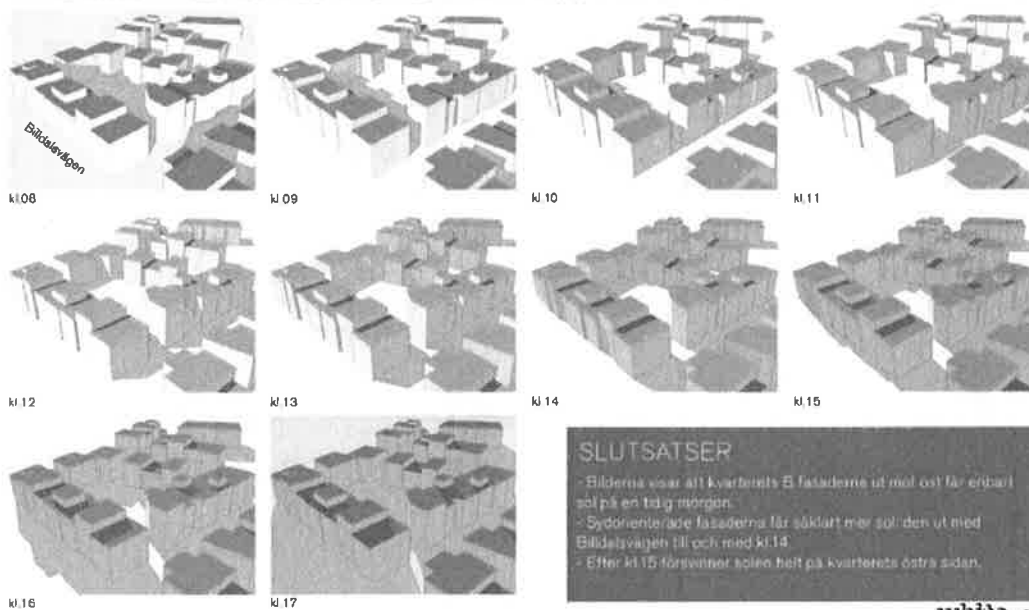 Billdalsvägen
kl.08
kl.09
kl.10
kl.11
kl.12
kl.13
kl.14
kl.15
kl.16
kl.17
SLUTSATSER
- Bilderna visar att kvarterets B fasaderna ut mot ost får enbart
sol på en tidig morgon.
- Sydorienterade fasaderna får såklart mer sol: den ut med
Billdalsvägen till och med kl.14
- Efter kl.15 försvinner solen helt på kvarterets östra sidan.
white